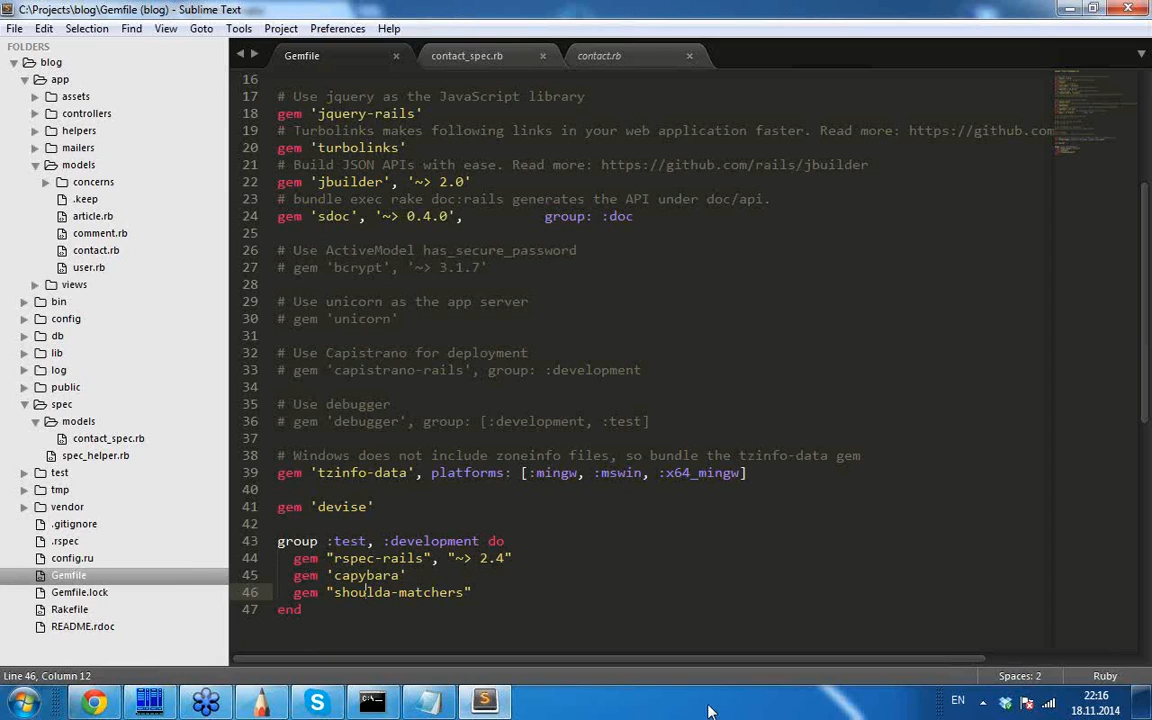 C:\Projects\blog\Gemfile (blog) - Sublime Text
File Edit Selection Find View Goto Tools Project Preferences Help
FOLDERS
blog
app
assets
controllers
helpers
mailers
models
concerns
.keep
article.rb
comment.rb
contact.rb
user.rb
views
bin
config
db
lib
log
public
spec
models
contact_spec.rb
spec_helper.rb
test
tmp
vendor
.gitignore
.rspec
config.ru
Gemfile
Gemfile.lock
Rakefile
README.rdoc
Gemfile contact_spec.rb contact.rb
16
17 # Use jquery as the JavaScript library
18 gem 'jquery-rails'
19 # Turbolinks makes following links in your web application faster. Read more: https://github.com
20 gem 'turbolinks'
21 # Build JSON APIs with ease. Read more: https://github.com/rails/jbuilder
22 gem 'jbuilder', '~> 2.0'
23 # bundle exec rake doc:rails generates the API under doc/api.
24 gem 'sdoc', '~> 0.4.0', group: :doc
25
26 # Use ActiveModel has_secure_password
27 # gem 'bcrypt', '~> 3.1.7'
28
29 # Use unicorn as the app server
30 # gem 'unicorn'
31
32 # Use Capistrano for deployment
33 # gem 'capistrano-rails', group: :development
34
35 # Use debugger
36 # gem 'debugger', group: [:development, :test]
37
38 # Windows does not include zoneinfo files, so bundle the tzinfo-data gem
39 gem 'tzinfo-data', platforms: [:mingw, :mswin, :x64_mingw]
40
41 gem 'devise'
42
43 group :test, :development do
44 gem "rspec-rails", "~> 2.4"
45 gem 'capybara'
46 gem "shoulda-matchers"
47 end
Line 46, Column 12 Spaces: 2 Ruby
EN 22:16
18.11.2014